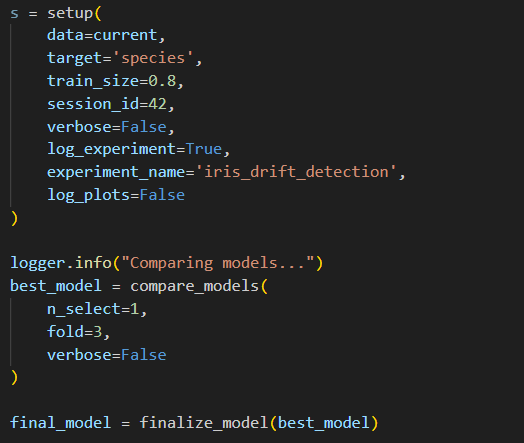 s = setup(
    data=current,
    target='species',
    train_size=0.8,
    session_id=42,
    verbose=False,
    log_experiment=True,
    experiment_name='iris_drift_detection',
    log_plots=False
)

logger.info("Comparing models...")
best_model = compare_models(
    n_select=1,
    fold=3,
    verbose=False
)

final_model = finalize_model(best_model)